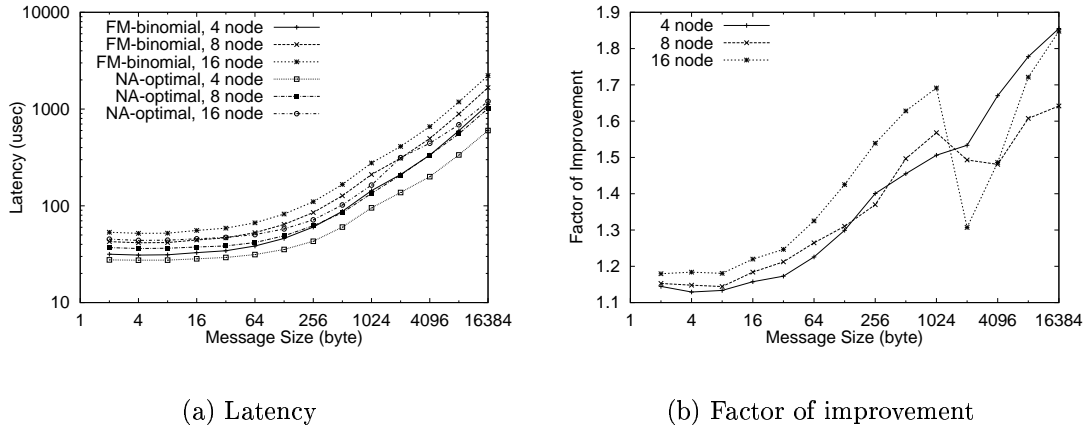 10000
1000
100
10
Latency (usec)
FM-binomial, 4 node
FM-binomial, 8 node
FM-binomial, 16 node
NA-optimal, 4 node
NA-optimal, 8 node
NA-optimal, 16 node
1 4 16 64 256 1024 4096 16384
Message Size (byte)
(a) Latency
1.9
1.8
1.7
1.6
1.5
1.4
1.3
1.2
1.1
Factor of Improvement
4 node
8 node
16 node
1 4 16 64 256 1024 4096 16384
Message Size (byte)
(b) Factor of improvement